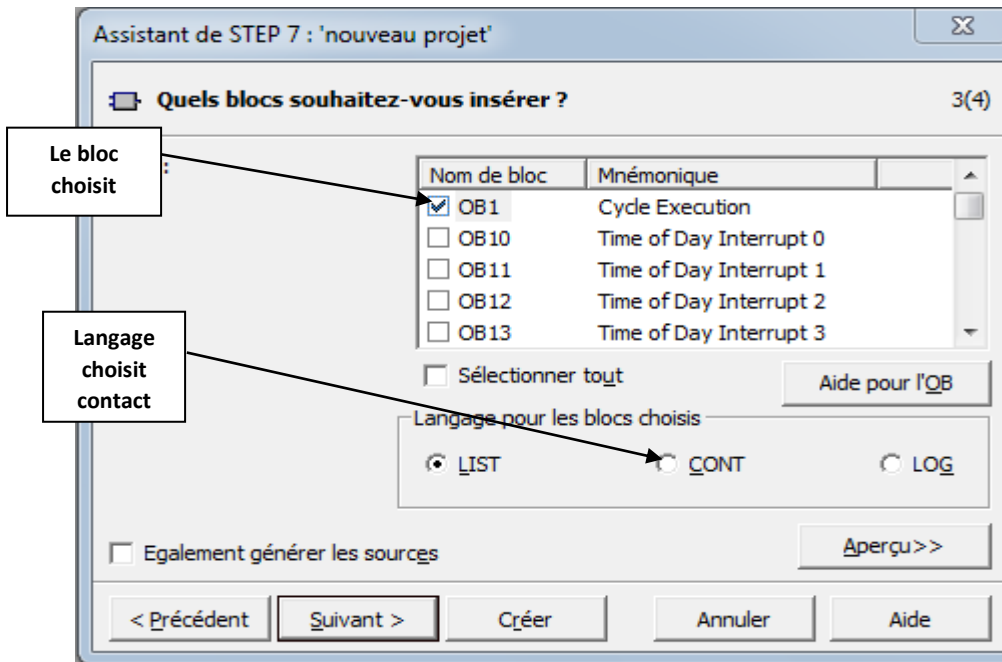 Assistant de STEP 7 : 'nouveau projet'
Quels blocs souhaitez-vous insérer ? 3(4)
Le bloc
choisit
:
Nom de bloc Mnémonique
OB1 Cycle Execution
OB10 Time of Day Interrupt 0
OB11 Time of Day Interrupt 1
OB12 Time of Day Interrupt 2
OB13 Time of Day Interrupt 3
Langage
choisit
contact
Sélectionner tout
Aide pour l'OB
Langage pour les blocs choisis
LIST CONT LOG
Egalement générer les sources
Aperçu>>
< Précédent Suivant > Créer Annuler Aide